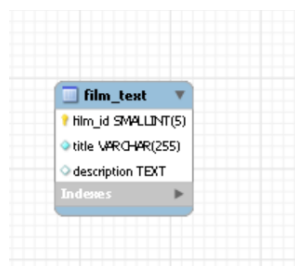 film_text
film_id SMALLINT(5)
title VARCHAR(255)
description TEXT
Indexes